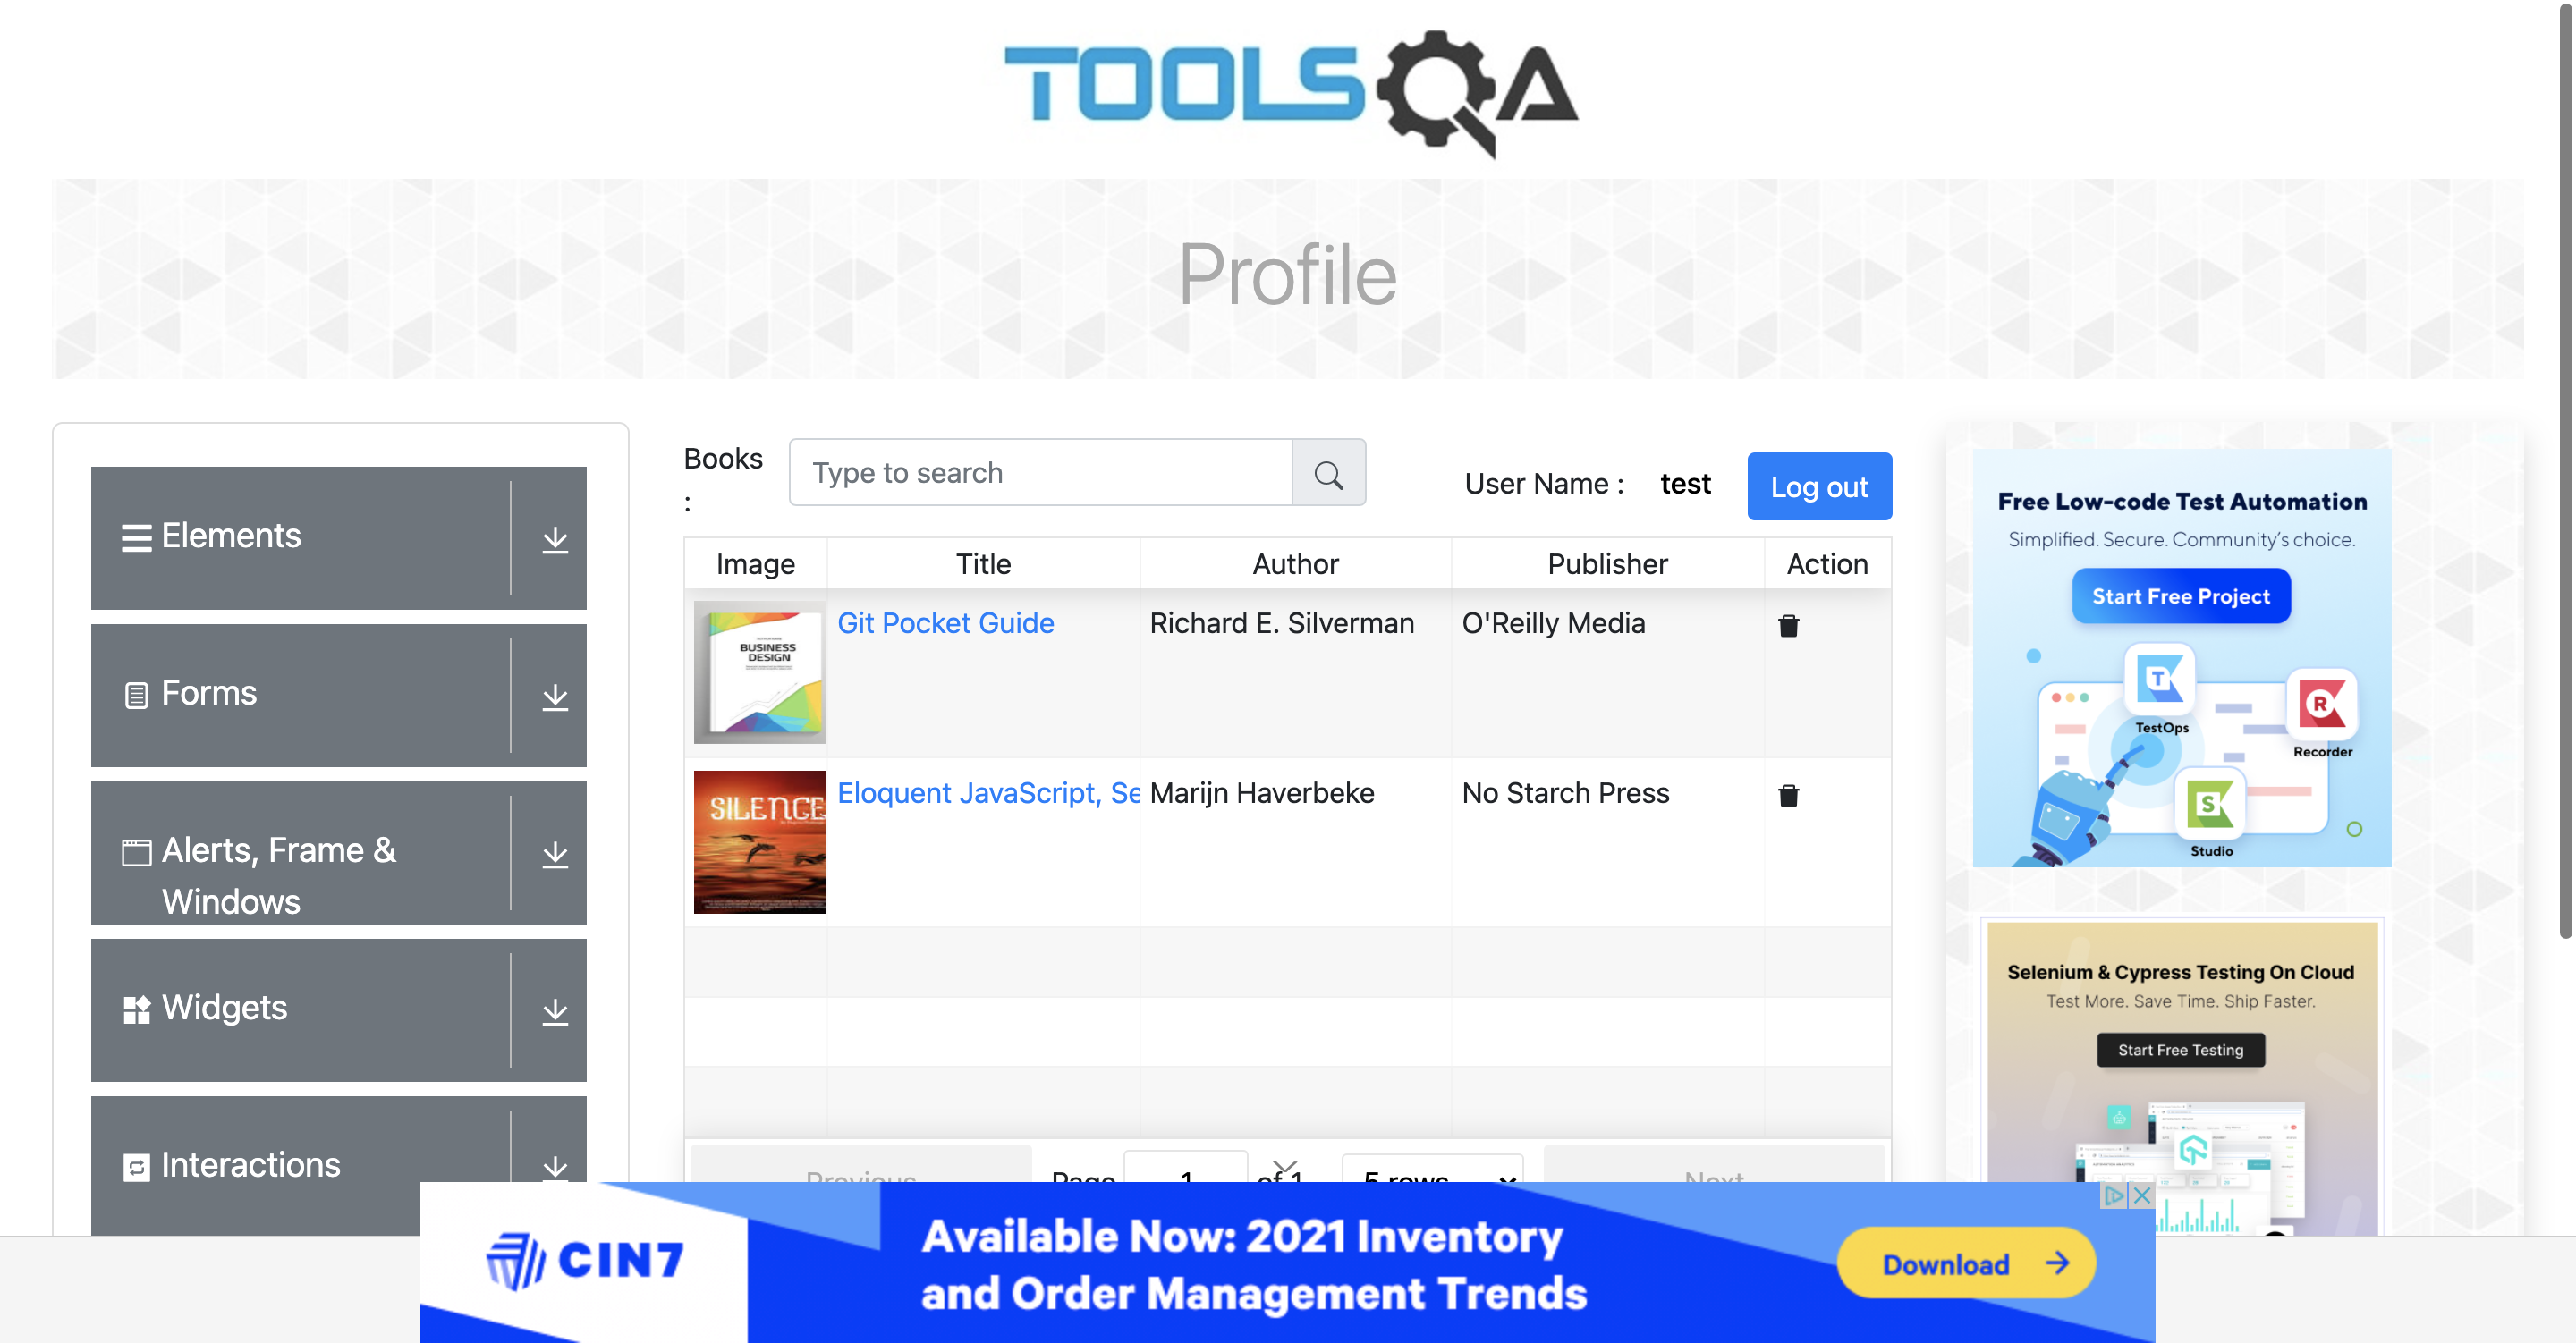 TOOLSQA
Profile
Elements
Forms
Alerts, Frame &
Windows
Widgets
Interactions
Books
:
Type to search
User Name :
test
Log out
Image
Title
Author
Publisher
Action
BUSINESS
DESIGN
Git Pocket Guide
Richard E. Silverman
O'Reilly Media
SILENCE
Eloquent JavaScript, Se
Marijn Haverbeke
No Starch Press
Previous
Page
1
of 1
5 rows
Next
Free Low-code Test Automation
Simplified. Secure. Community's choice.
Start Free Project
T
TestOps
R
Recorder
S
Studio
Selenium & Cypress Testing On Cloud
Test More. Save Time. Ship Faster.
Start Free Testing
CIN7
Available Now: 2021 Inventory
and Order Management Trends
Download